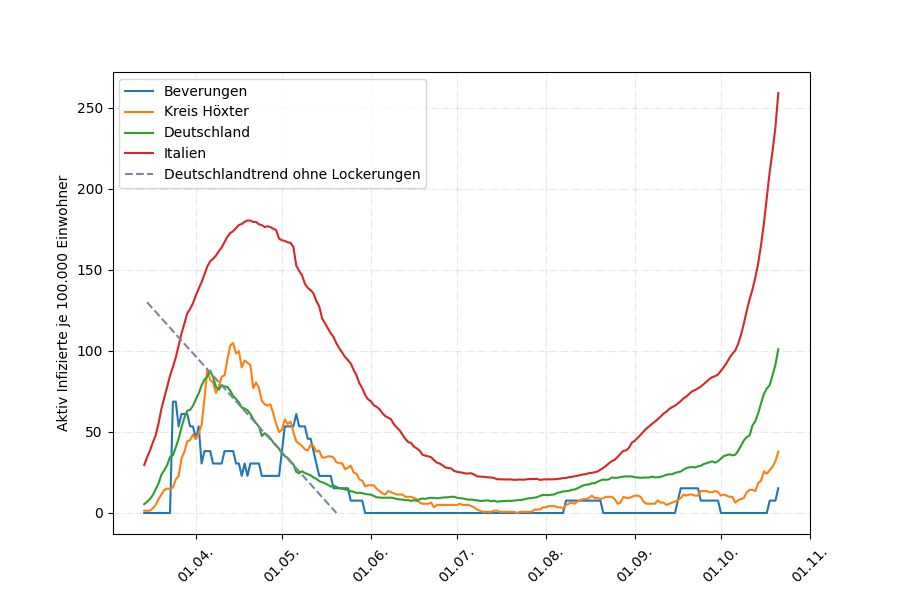 Beverungen
Kreis Höxter
Deutschland
Italien
Deutschlandtrend ohne Lockerungen
Aktiv Infizierte je 100.000 Einwohner
250
200
150
100
50
0
01.04.
01.05.
01.06.
01.07.
01.08.
01.09.
01.10.
01.11.